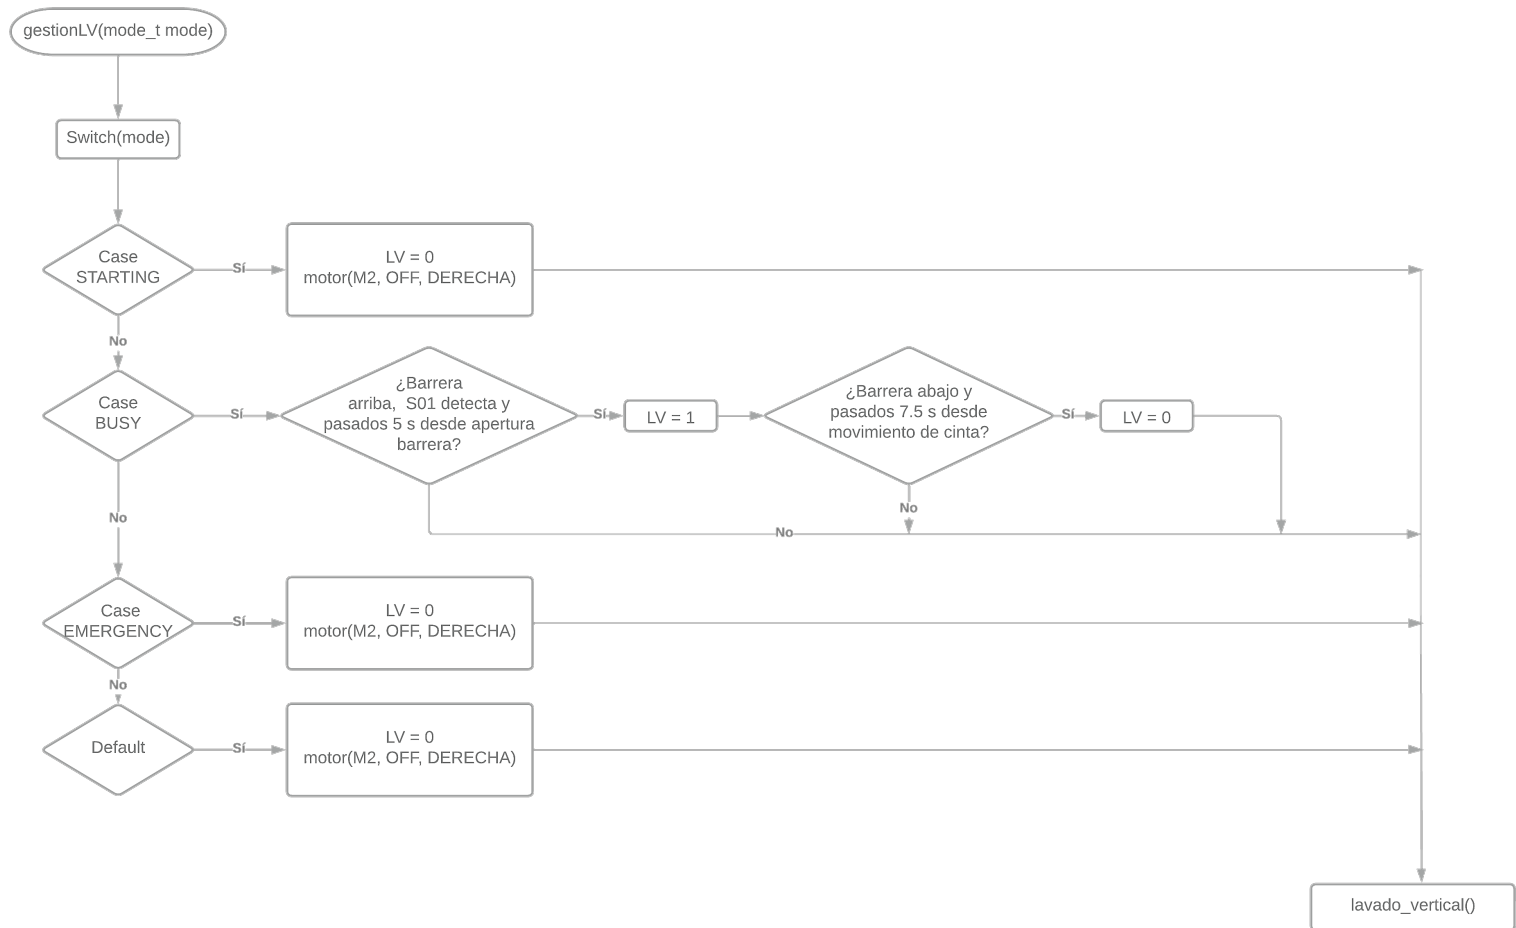 gestionLV(mode_t mode)
Switch(mode)
Case
STARTING
Sí
LV = 0
motor(M2, OFF, DERECHA)
No
Case
BUSY
Sí
¿Barrera
arriba,  S01 detecta y
pasados 5 s desde apertura
barrera?
Sí
LV = 1
¿Barrera abajo y
pasados 7.5 s desde
movimiento de cinta?
Sí
LV = 0
No
No
No
Case
EMERGENCY
Sí
LV = 0
motor(M2, OFF, DERECHA)
No
Default
Sí
LV = 0
motor(M2, OFF, DERECHA)
lavado_vertical()